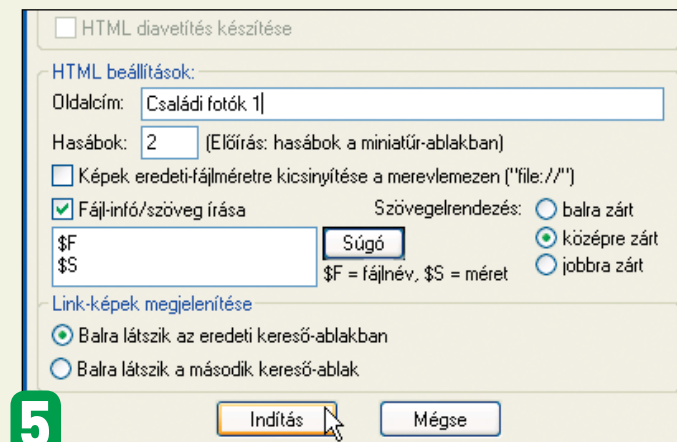 HTML diavetítés készítése
HTML beállítások:
Oldalcím: Családi fotók 1
Hasábok: 2 (Előírás: hasábok a miniatűr-ablakban)
Képek eredeti-fájlméretre kicsinyítése a merevlemezen ("file://")
Fájl-infó/szöveg írása Szövegelrendezés: balra zárt
$F Súgó középre zárt
$S $F = fájlnév, $S = méret jobbra zárt
Link-képek megjelenítése
Balra látszik az eredeti kereső-ablakban
Balra látszik a második kereső-ablak
5 Indítás Mégse